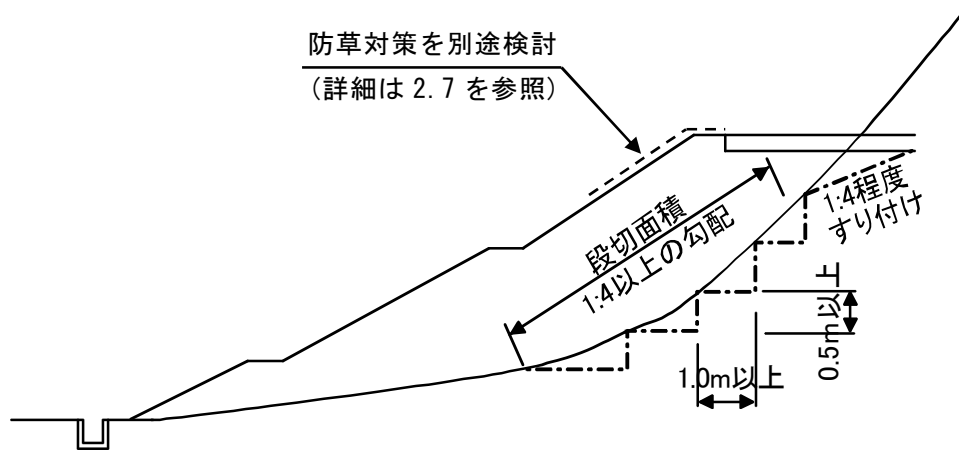 防草対策を別途検討
(詳細は 2.7 を参照)
1:4程度
すり付け
段切面積
1:4以上の勾配
0.5m以上
1.0m以上